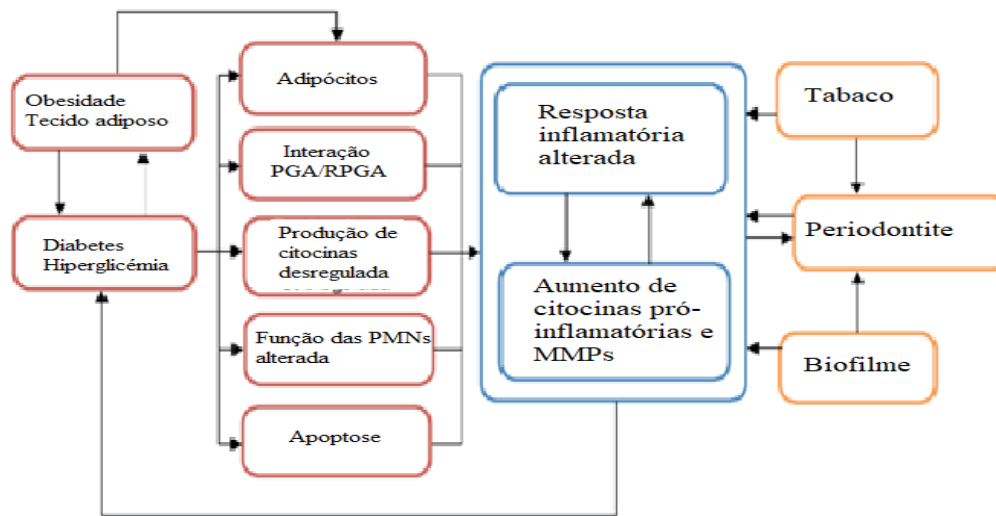 Obesidade
Tecido adiposo
Diabetes
Hiperglicémia
Adipócitos
Interação
PGA/RPGA
Produção de
citocinas
desregulada
Função das PMNs
alterada
Apoptose
Resposta
inflamatória
alterada
Aumento de
citocinas pró-
inflamatórias e
MMPs
Tabaco
Periodontite
Biofilme